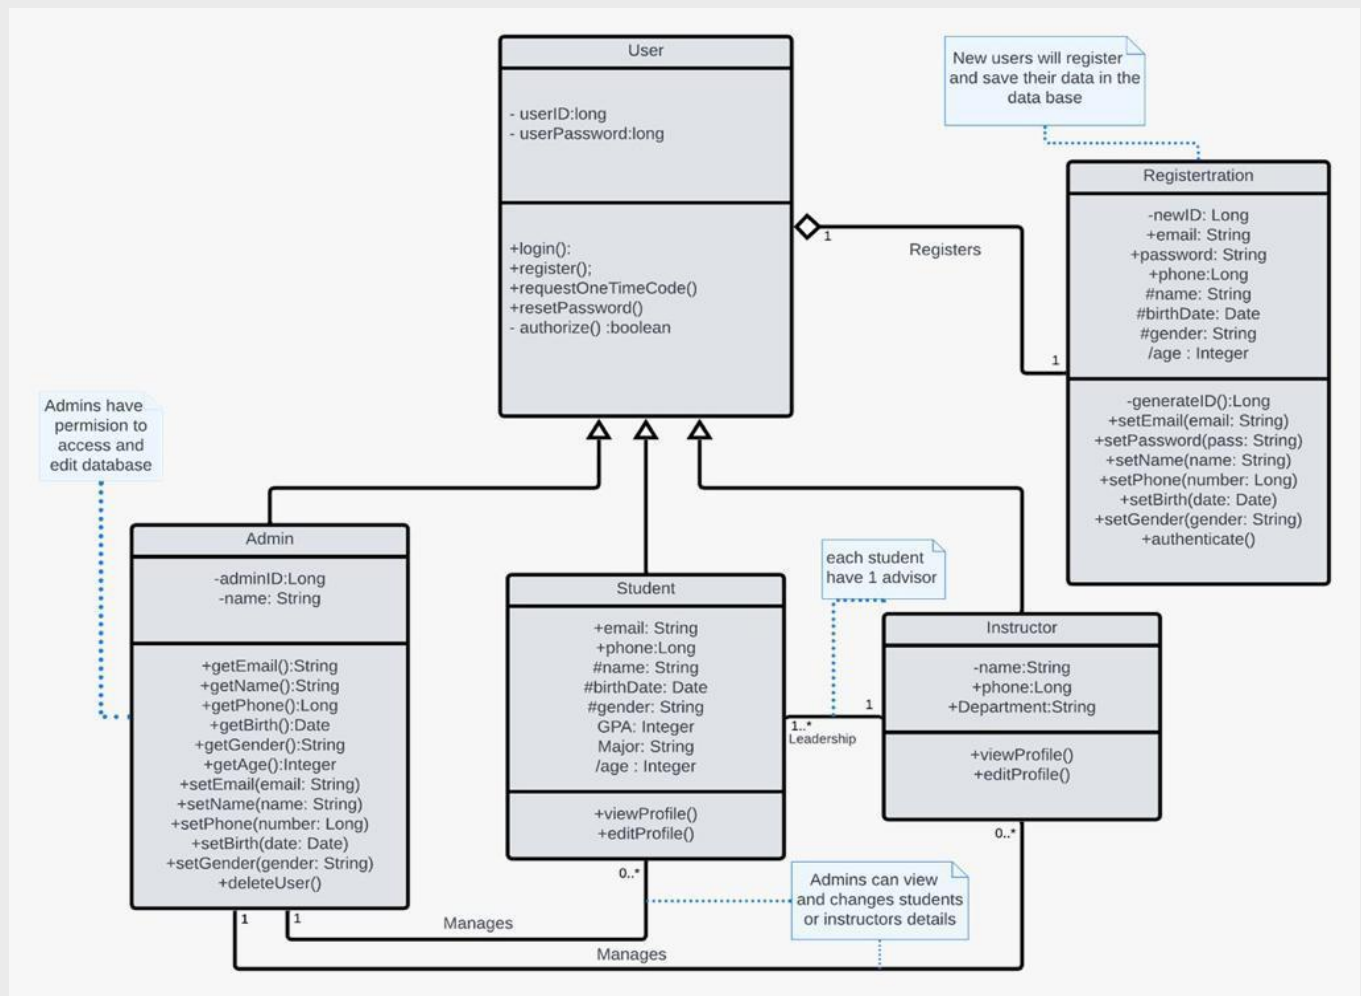 User
- userID:long
- userPassword:long
+login():
+register();
+requestOneTimeCode()
+resetPassword()
- authorize() :boolean
New users will register
and save their data in the
data base
Registertration
-newID: Long
+email: String
+password: String
+phone:Long
#name: String
#birthDate: Date
#gender: String
/age : Integer
-generateID():Long
+setEmail(email: String)
+setPassword(pass: String)
+setName(name: String)
+setPhone(number: Long)
+setBirth(date: Date)
+setGender(gender: String)
+authenticate()
1
Registers
1
Admins have
permision to
access and
edit database
Admin
-adminID:Long
-name: String
+getEmail():String
+getName():String
+getPhone():Long
+getBirth():Date
+getGender():String
+getAge():Integer
+setEmail(email: String)
+setName(name: String)
+setPhone(number: Long)
+setBirth(date: Date)
+setGender(gender: String)
+deleteUser()
Student
+email: String
+phone:Long
#name: String
#birthDate: Date
#gender: String
GPA: Integer
Major: String
/age : Integer
+viewProfile()
+editProfile()
each student
have 1 advisor
1
1..*
Leadership
Instructor
-name:String
+phone:Long
+Department:String
+viewProfile()
+editProfile()
0..*
0..*
Admins can view
and changes students
or instructors details
1
1
Manages
Manages